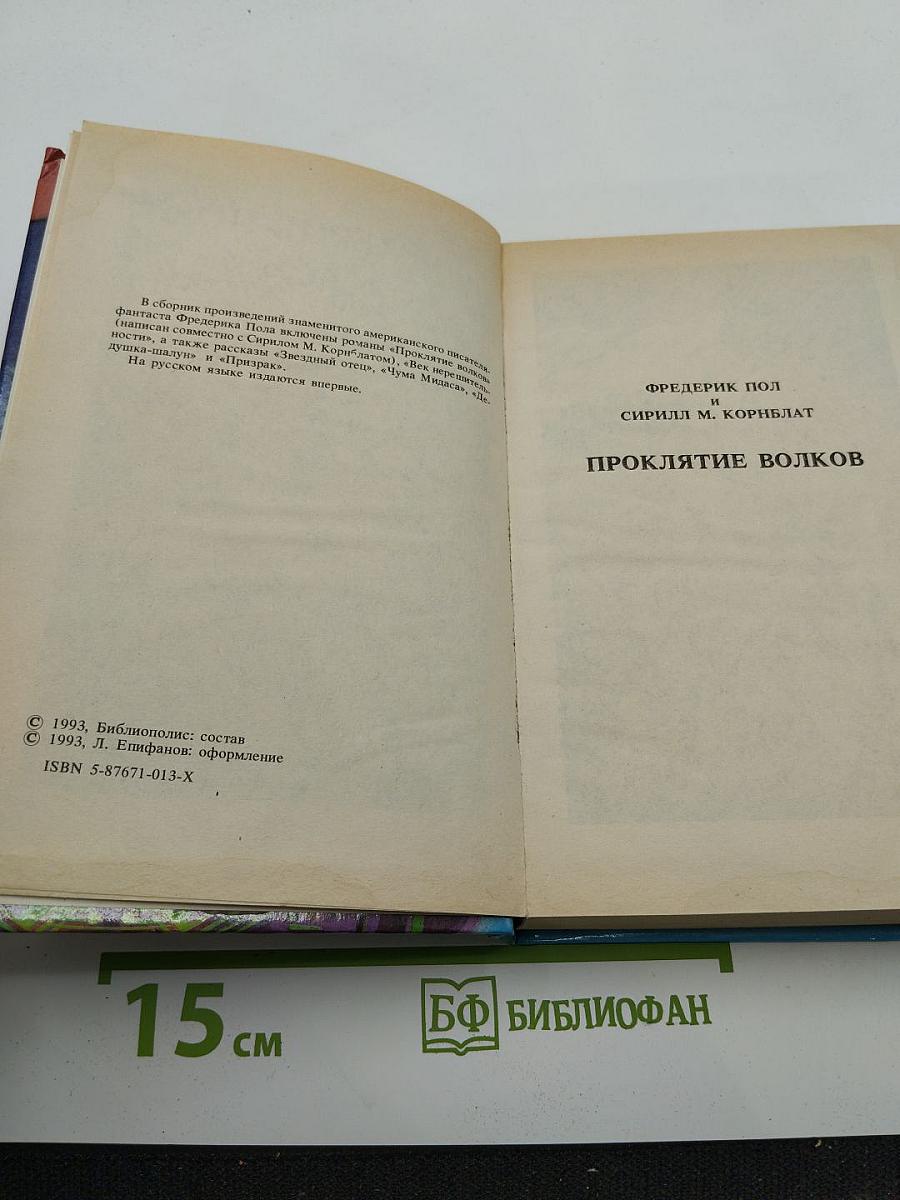 В сборник произведений знаменитого американского писателя-
фантаста Фредерика Пола включены романы «Проклятие волков»
(написан совместно с Сирилом М. Корнблатом), «Век нерешитель-
ности», а также рассказы «Звездный отец», «Чума Мидаса», «Де-
душка-шалун» и «Призрак».
На русском языке издаются впервые.
© 1993, Библиополис: состав
© 1993, Л. Епифанов: оформление
ISBN 5-87671-013-X
ФРЕДЕРИК ПОЛ
И
СИРИЛЛ М. КОРНБЛАТ
ПРОКЛЯТИЕ ВОЛКОВ
15 см
БФ БИБЛИОФАН